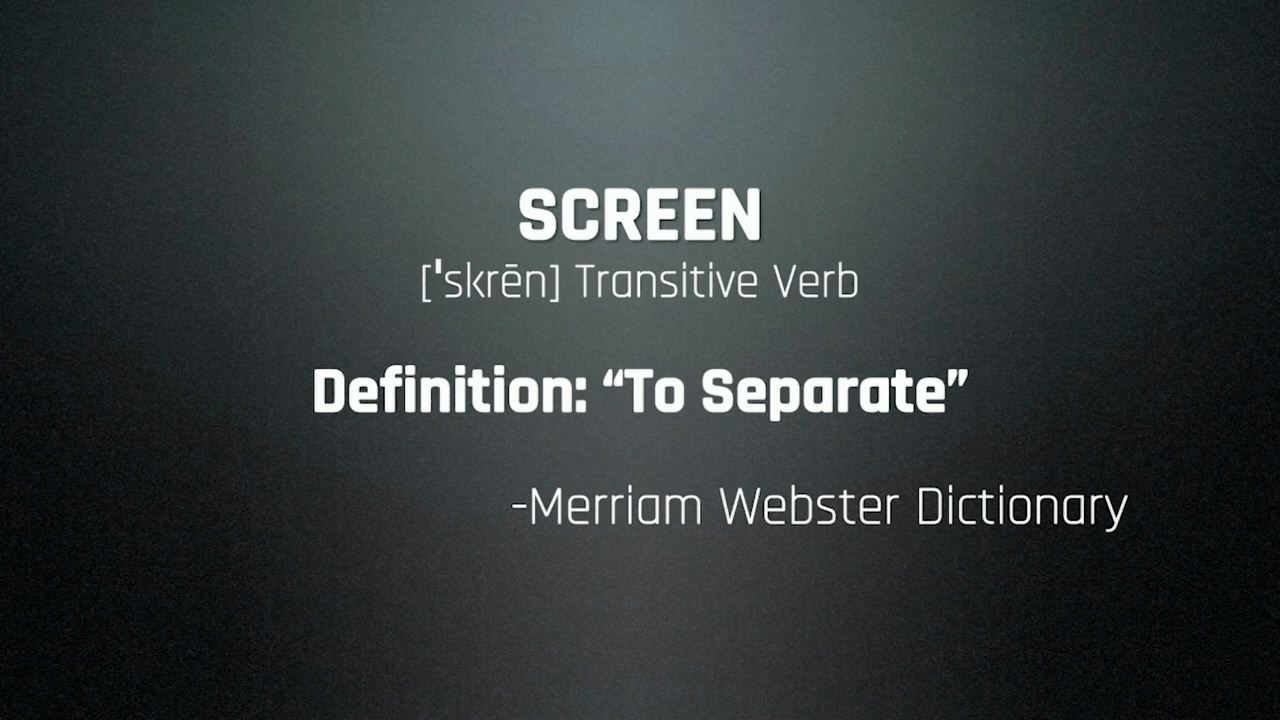 SCREEN
[ˈskrēn] Transitive Verb
Definition: “To Separate”
-Merriam Webster Dictionary